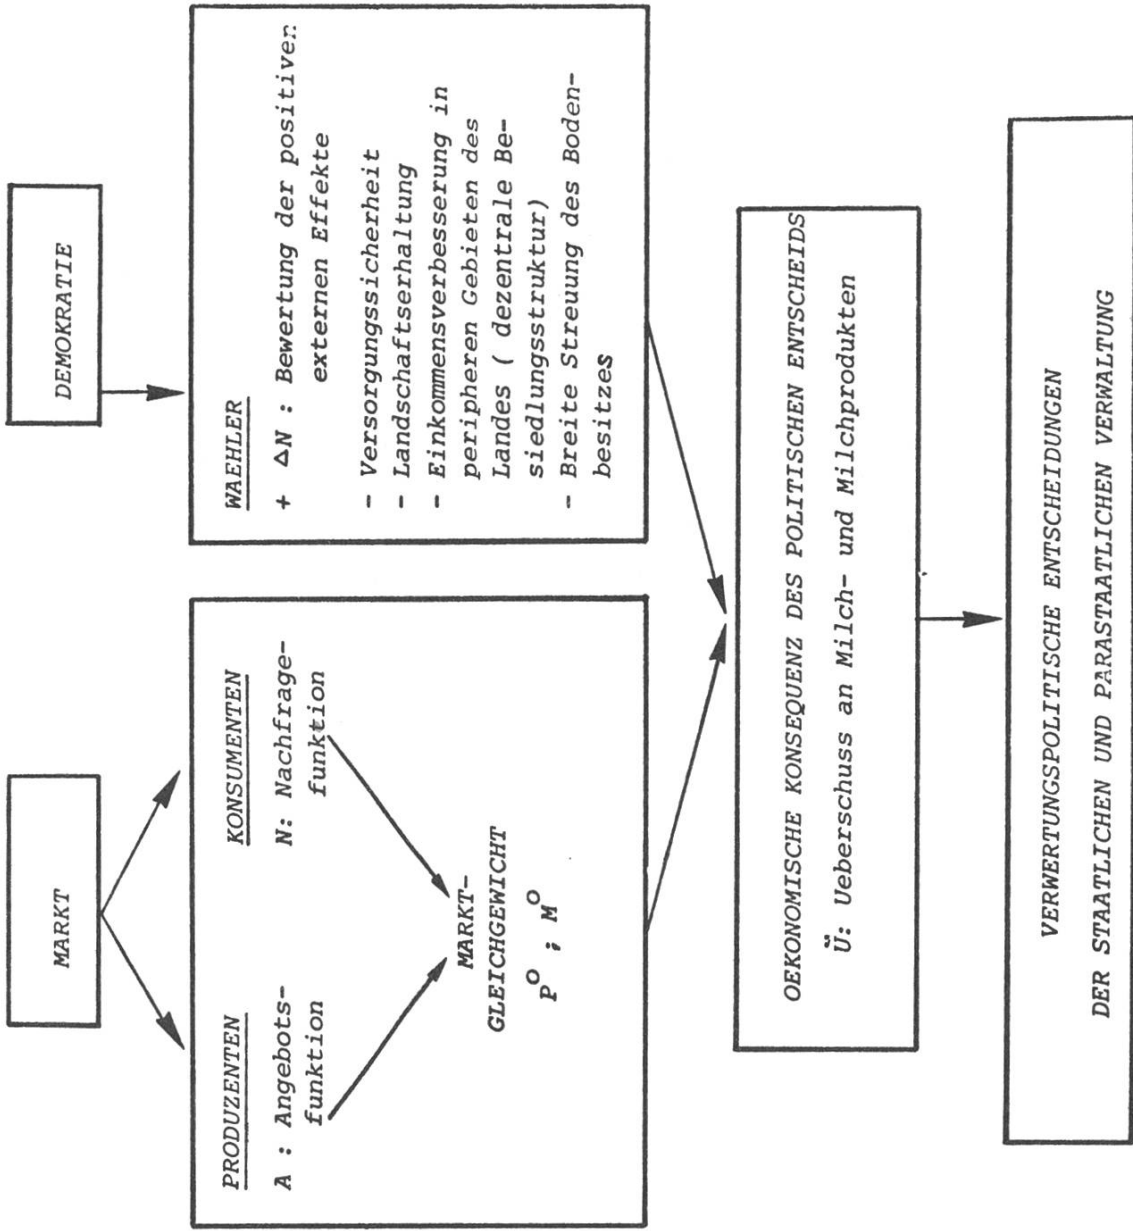 MARKT
DEMOKRATIE
PRODUZENTEN
A : Angebots-
funktion
KONSUMENTEN
N: Nachfrage-
funktion
MARKT-
GLEICHGEWICHT
P° ; M°
WAEHLER
+ ΔN : Bewertung der positiven
externen Effekte
- Versorgungssicherheit
- Landschaftserhaltung
- Einkommensverbesserung in
peripheren Gebieten des
Landes ( dezentrale Be-
siedlungsstruktur)
- Breite Streuung des Boden-
besitzes
OEKONOMISCHE KONSEQUENZ DES POLITISCHEN ENTSCHEIDS
Ü: Ueberschuss an Milch- und Milchprodukten
VERWERTUNGSPOLITISCHE ENTSCHEIDUNGEN
DER STAATLICHEN UND PARASTAATLICHEN VERWALTUNG